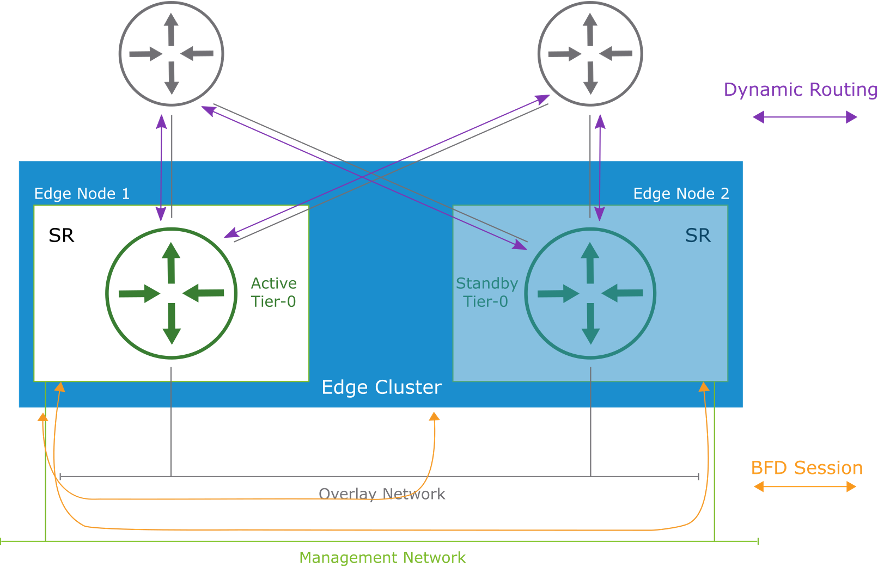 Dynamic Routing
Edge Node 1
Edge Node 2
SR
SR
Active
Tier-0
Standby
Tier-0
Edge Cluster
BFD Session
Overlay Network
Management Network